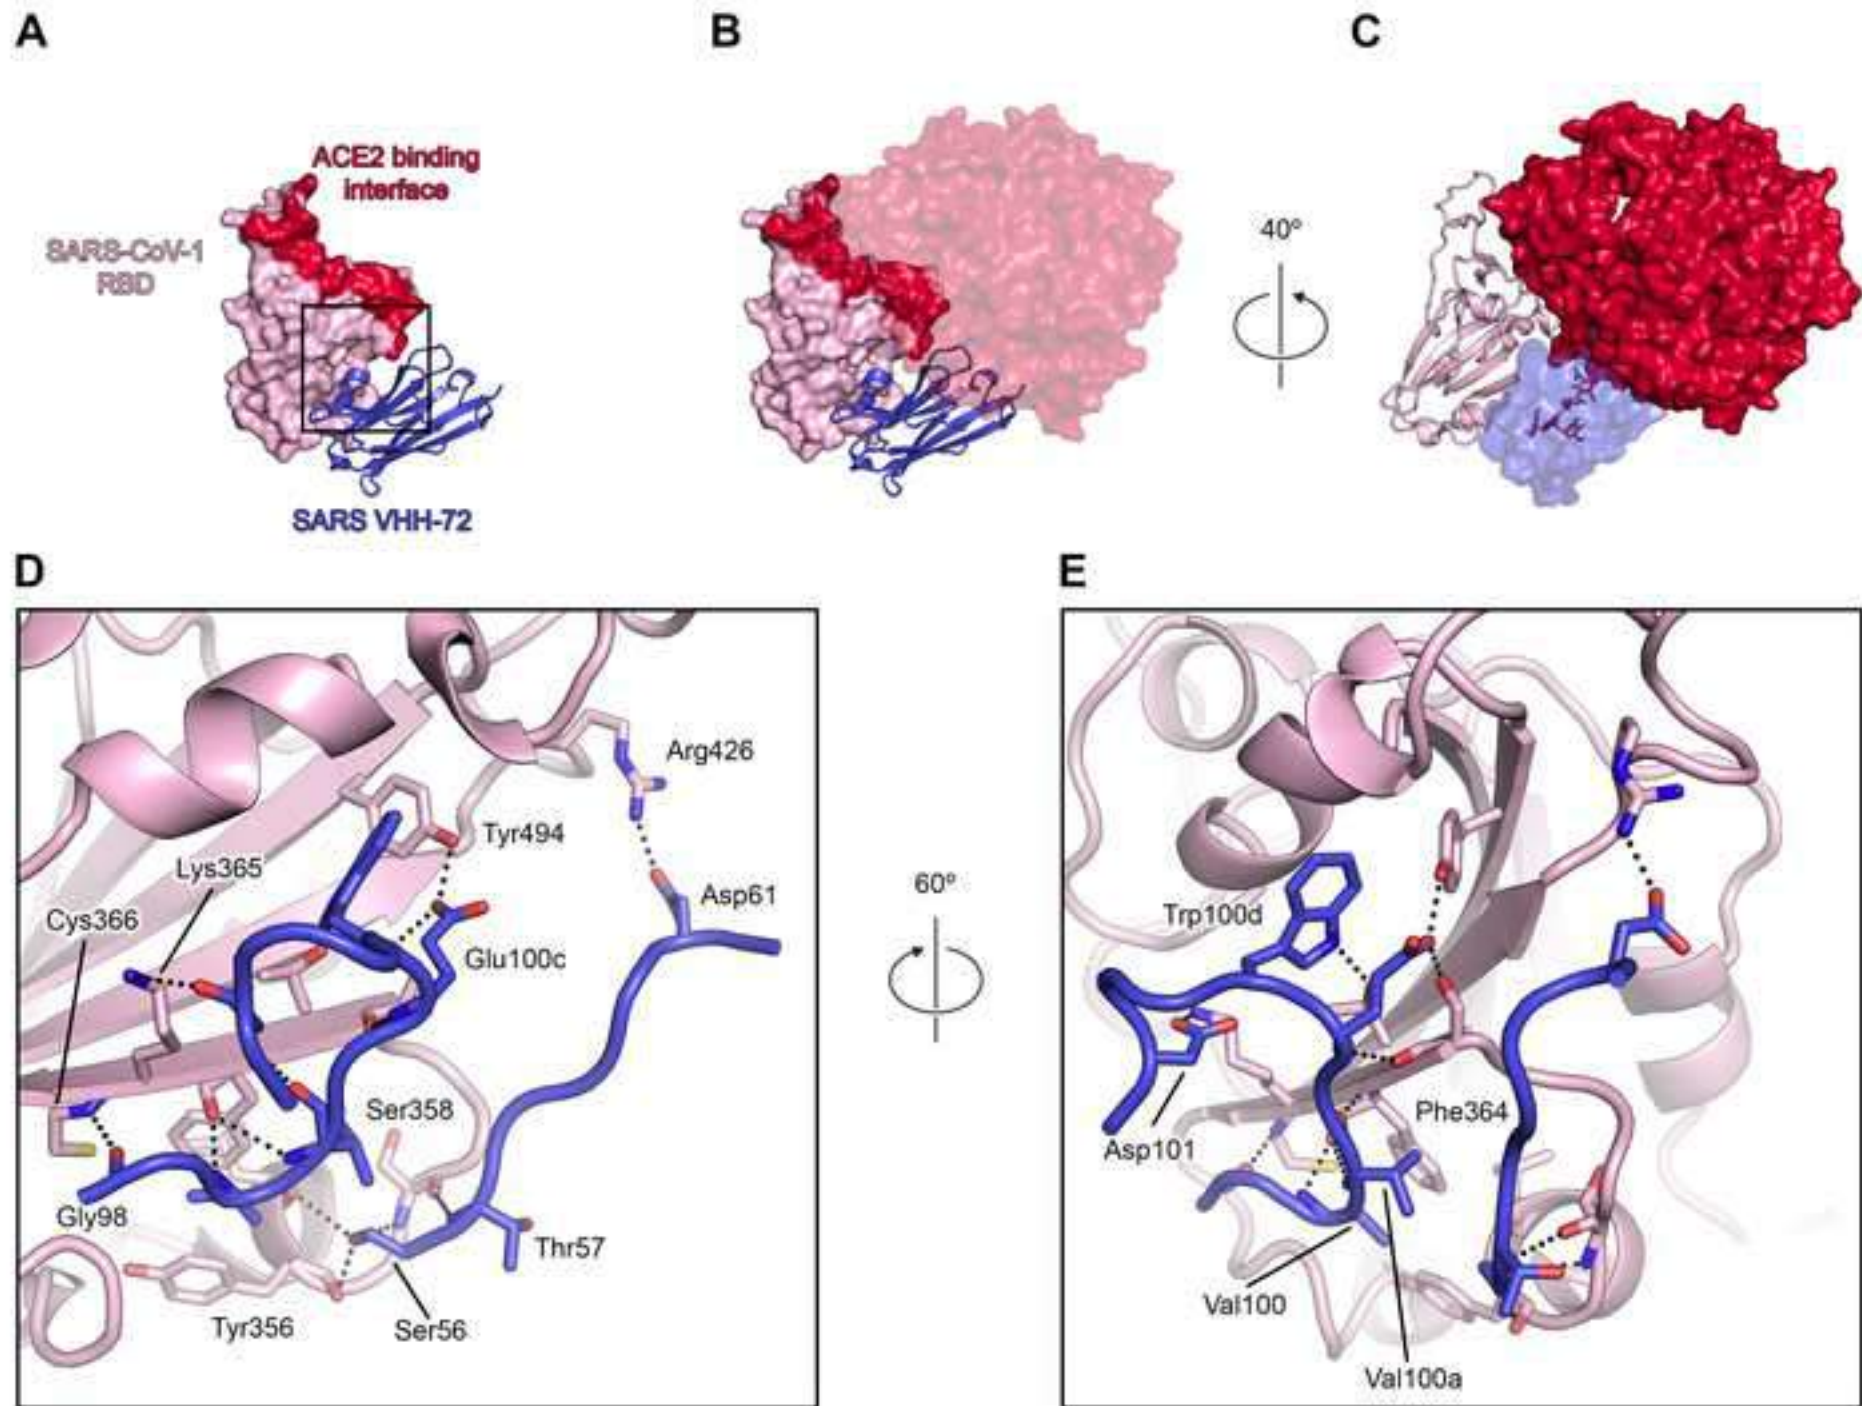 A
B
C
ACE2 binding
interface
SARS-CoV-1
RBD
40º
SARS VHH-72
D
E
Arg426
Tyr494
Lys365
Asp61
Cys366
Glu100c
60º
Trp100d
Ser358
Phe364
Asp101
Gly98
Thr57
Tyr356
Ser56
Val100
Val100a